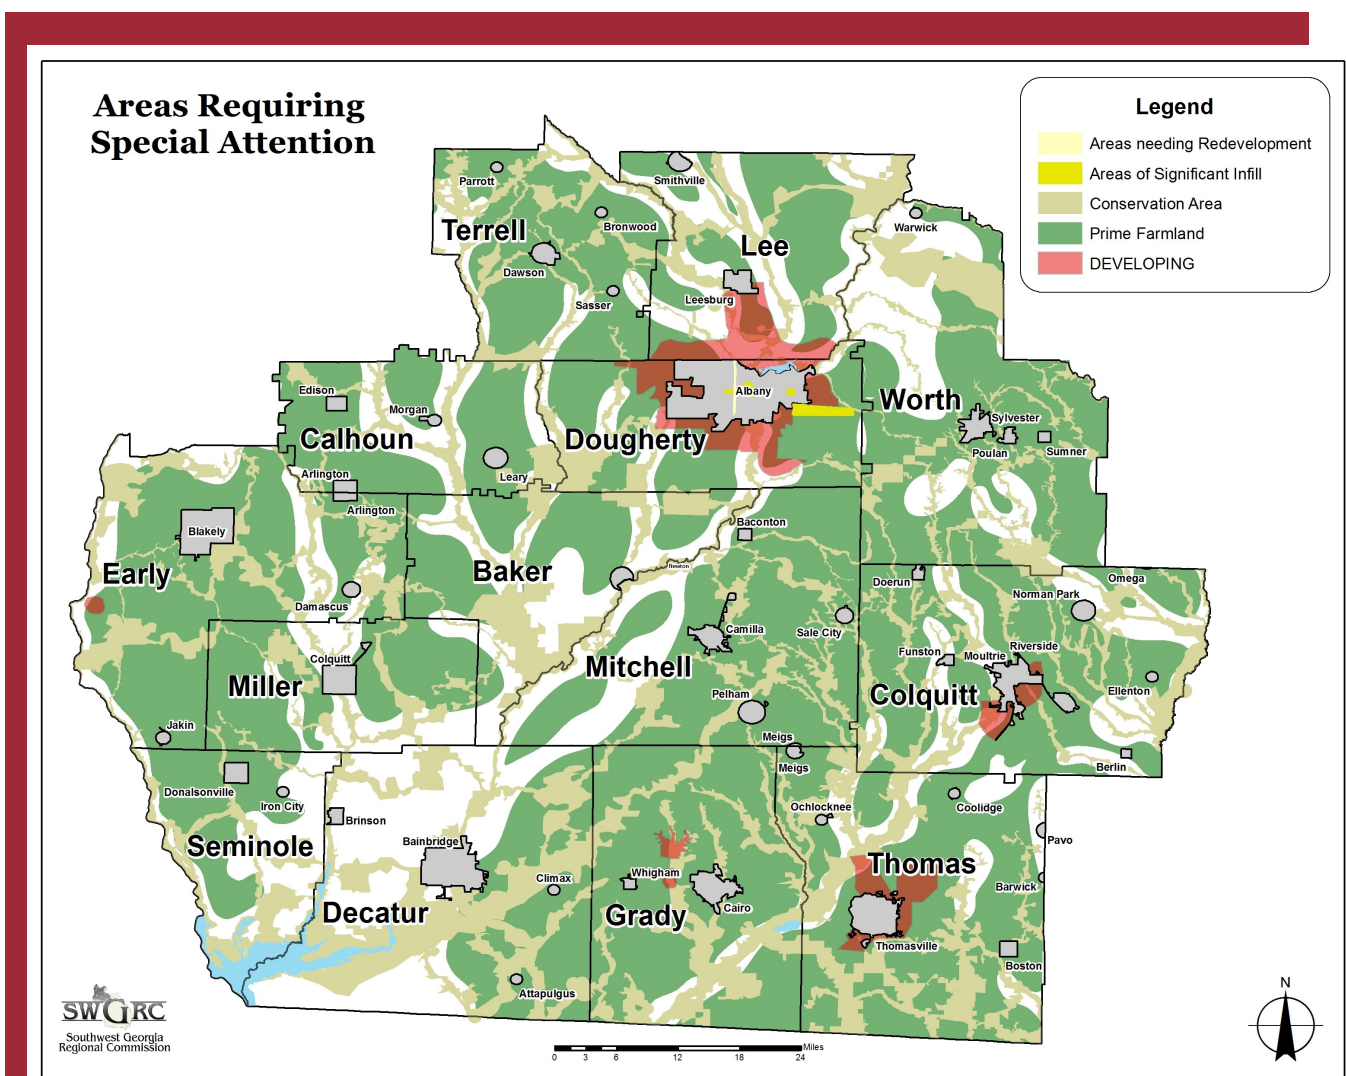 Areas Requiring
Special Attention
Legend
Areas needing Redevelopment
Areas of Significant Infill
Conservation Area
Prime Farmland
DEVELOPING
Parrott
Smithville
Terrell
Bronwood
Warwick
Lee
Dawson
Sasser
Leesburg
Edison
Morgan
Albany
Worth
Calhoun
Dougherty
Sylvester
Poulan
Sumner
Arlington
Leary
Arlington
Blakely
Baconton
Early
Baker
Newton
Doerun
Omega
Norman Park
Damascus
Camilla
Sale City
Colquitt
Mitchell
Funston
Moultrie
Riverside
Miller
Pelham
Colquitt
Ellenton
Jakin
Meigs
Meigs
Berlin
Donalsonville
Iron City
Ochlocknee
Coolidge
Brinson
Seminole
Bainbridge
Pavo
Whigham
Thomas
Climax
Barwick
Decatur
Grady
Cairo
Thomasville
Boston
Attapulgus
SWGRC
Southwest Georgia
Regional Commission
N
Miles
0 3 6 12 18 24